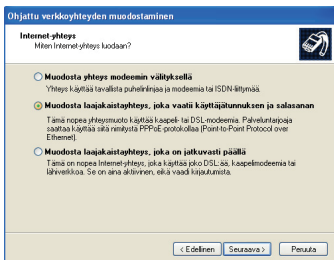 Ohjattu verkkoyhteyden muodostaminen
Internet-yhteys
Miten Internet-yhteys luodaan?
Muodosta yhteys modeemin välityksellä
Yhteys käyttää tavallista puhelinlinjaa ja modeemia tai ISDN-liittymää.
Muodosta laajakaistayhteys, joka vaatii käyttäjätunnuksen ja salasanan
Tämä nopea yhteysmuoto käyttää kaapeli- tai DSL-modeemia. Palveluntarjoaja
saattaa käyttää siitä nimitystä PPPoE-protokollaa (Point-to-Point Protocol over
Ethernet).
Muodosta laajakaistayhteys, joka on jatkuvasti päällä
Tämä on nopea Internet-yhteys, joka käyttää joko DSL:ää, kaapelimodeemia tai
lähiverkkoa. Se on aina aktiivinen, eikä vaadi kirjautumista.
< Edellinen
Seuraava >
Peruuta